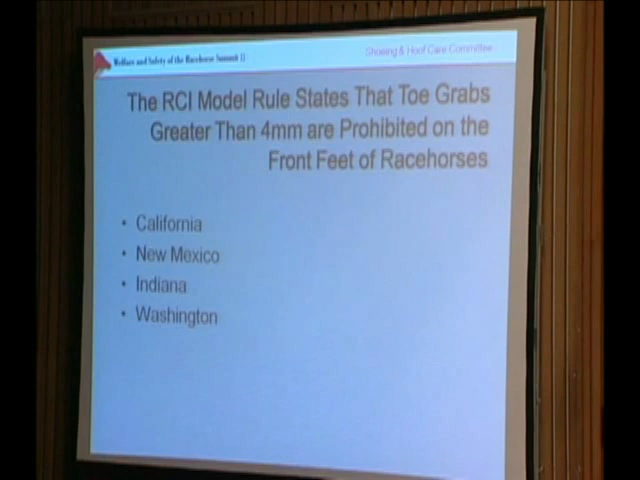 Welfare and Safety of the Racehorse Summit II
Shoeing & Hoof Care Committee
The RCI Model Rule States That Toe Grabs
Greater Than 4mm are Prohibited on the
Front Feet of Racehorses
• California
• New Mexico
• Indiana
• Washington